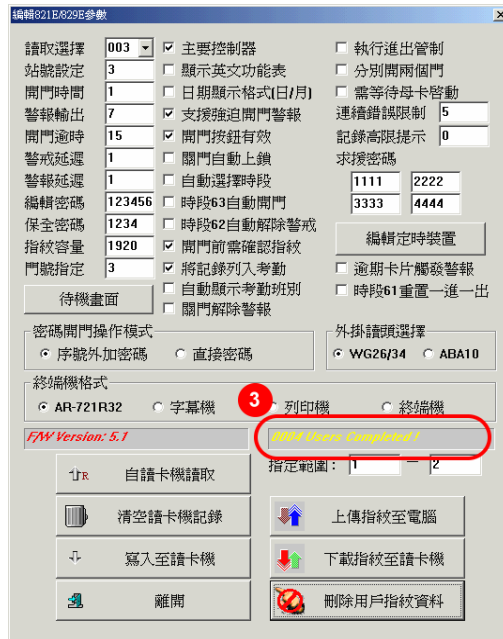 編輯821E/829E參數
讀取選擇 003 主要控制器 執行進出管制
站號設定 3 顯示英文功能表 分別開兩個門
開門時間 1 日期顯示格式(日/月) 需等待母卡啓動
警報輸出 7 支援強迫開門警報 連續錯誤限制 5
開門逾時 15 開門按鈕有效 記錄高限提示 0
警戒延遲 1 關門自動上鎖 求援密碼
警報延遲 1 自動選擇時段 1111 2222
編輯密碼 123456 時段63自動開門 3333 4444
保全密碼 1234 時段62自動解除警戒
指紋容量 1920 開門前需確認指紋 編輯定時裝置
門號指定 3 將記錄列入考勤 逾期卡片觸發警報
待機畫面 自動顯示考勤班別 時段61重置一進一出
關門解除警報
密碼開門操作模式 外掛讀頭選擇
序號外加密碼 直接密碼 WG26/34 ABA10
終端機格式
AR-721R32 字幕機 3 列印機 終端機
F/W Version: 5.1 0004 Users Completed !
指定範圍: 1 — 2
R 自讀卡機讀取
清空讀卡機記錄 上傳指紋至電腦
寫入至讀卡機 下載指紋至讀卡機
離開 刪除用戶指紋資料